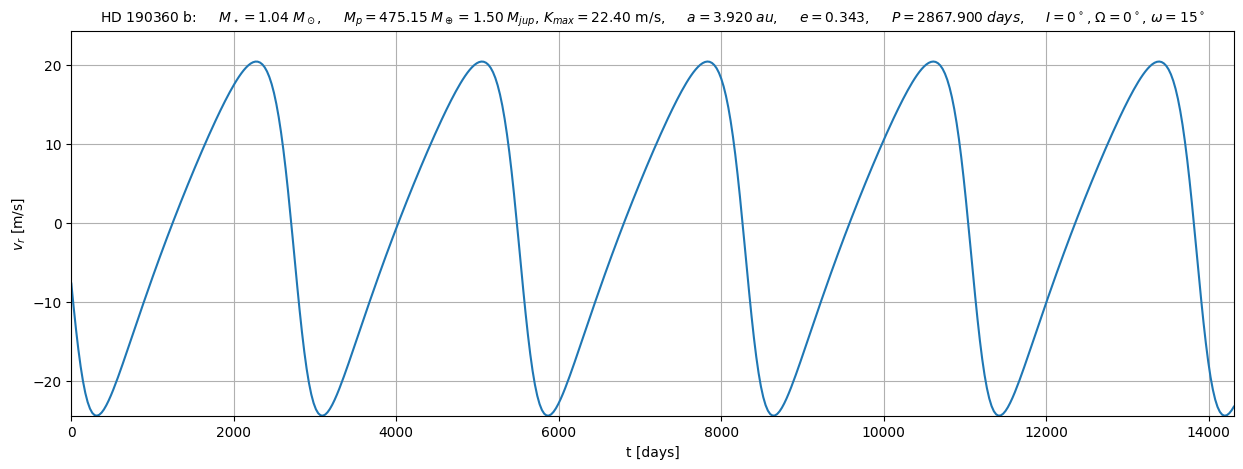 HD 190360 b: M⋆ = 1.04 M⊙, Mp = 475.15 M⊕ = 1.50 Mjup, Kmax = 22.40 m/s, a = 3.920 au, e = 0.343, P = 2867.900 days, I = 0°, Ω = 0°, ω = 15°
20
10
0
−10
−20
vr [m/s]
0 2000 4000 6000 8000 10000 12000 14000
t [days]